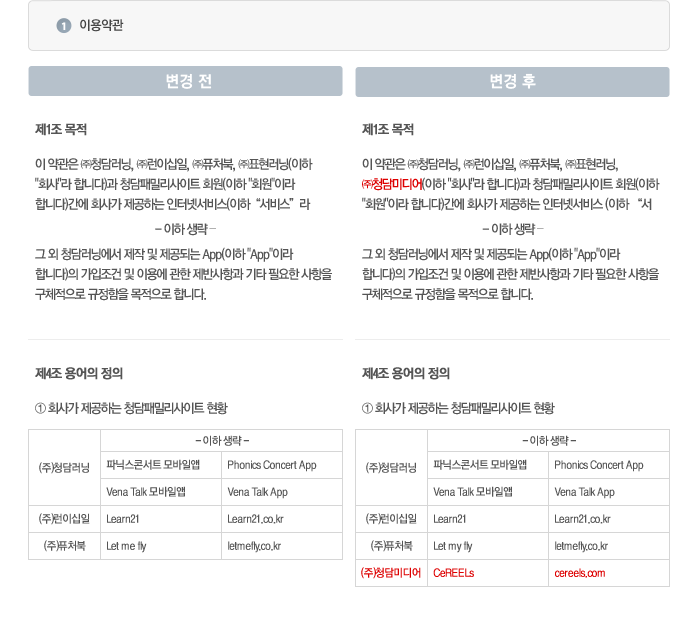 1 이용약관
변경 전
제1조 목적
이 약관은 ㈜청담러닝, ㈜런이십일, ㈜퓨처북, ㈜표현러닝(이하
"회사"라 합니다)과 청담패밀리사이트 회원(이하 "회원"이라
합니다)간에 회사가 제공하는 인터넷서비스(이하 “서비스” 라
- 이하 생략 -
그 외 청담러닝에서 제작 및 제공되는 App(이하 "App"이라
합니다)의 가입조건 및 이용에 관한 제반사항과 기타 필요한 사항을
구체적으로 규정함을 목적으로 합니다.
제4조 용어의 정의
① 회사가 제공하는 청담패밀리사이트 현황
- 이하 생략 -
(주)청담러닝
파닉스콘서트 모바일앱 Phonics Concert App
Vena Talk 모바일앱 Vena Talk App
(주)런이십일 Learn21 Learn21.co.kr
(주)퓨처북 Let me fly letmefly.co.kr
변경 후
제1조 목적
이 약관은 ㈜청담러닝, ㈜런이십일, ㈜퓨처북, ㈜표현러닝,
㈜청담미디어(이하 "회사"라 합니다)과 청담패밀리사이트 회원(이하
"회원"이라 합니다)간에 회사가 제공하는 인터넷서비스 (이하 “서
- 이하 생략 -
그 외 청담러닝에서 제작 및 제공되는 App(이하 "App"이라
합니다)의 가입조건 및 이용에 관한 제반사항과 기타 필요한 사항을
구체적으로 규정함을 목적으로 합니다.
제4조 용어의 정의
① 회사가 제공하는 청담패밀리사이트 현황
- 이하 생략 -
(주)청담러닝
파닉스콘서트 모바일앱 Phonics Concert App
Vena Talk 모바일앱 Vena Talk App
(주)런이십일 Learn21 Learn21.co.kr
(주)퓨처북 Let my fly letmefly.co.kr
(주)청담미디어 CeREELs cereels.com